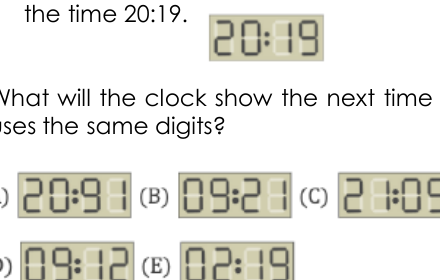 the time 20:19.
20:19
What will the clock show the next time
uses the same digits?
20:91 (B) 09:21 (C) 21:09
09:12 (E) 02:19